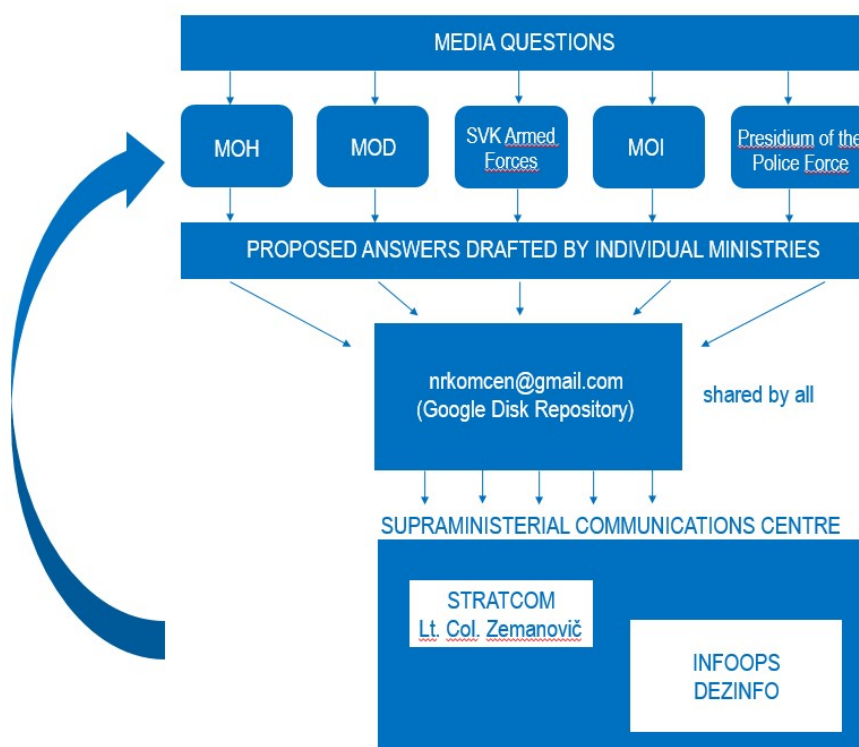 MEDIA QUESTIONS
MOH
MOD
SVK Armed
Forces
MOI
Presidium of the
Police Force
PROPOSED ANSWERS DRAFTED BY INDIVIDUAL MINISTRIES
nrkomcen@gmail.com
(Google Disk Repository)
shared by all
SUPRAMINISTERIAL COMMUNICATIONS CENTRE
STRATCOM
Lt. Col. Zemanovič
INFOOPS
DEZINFO